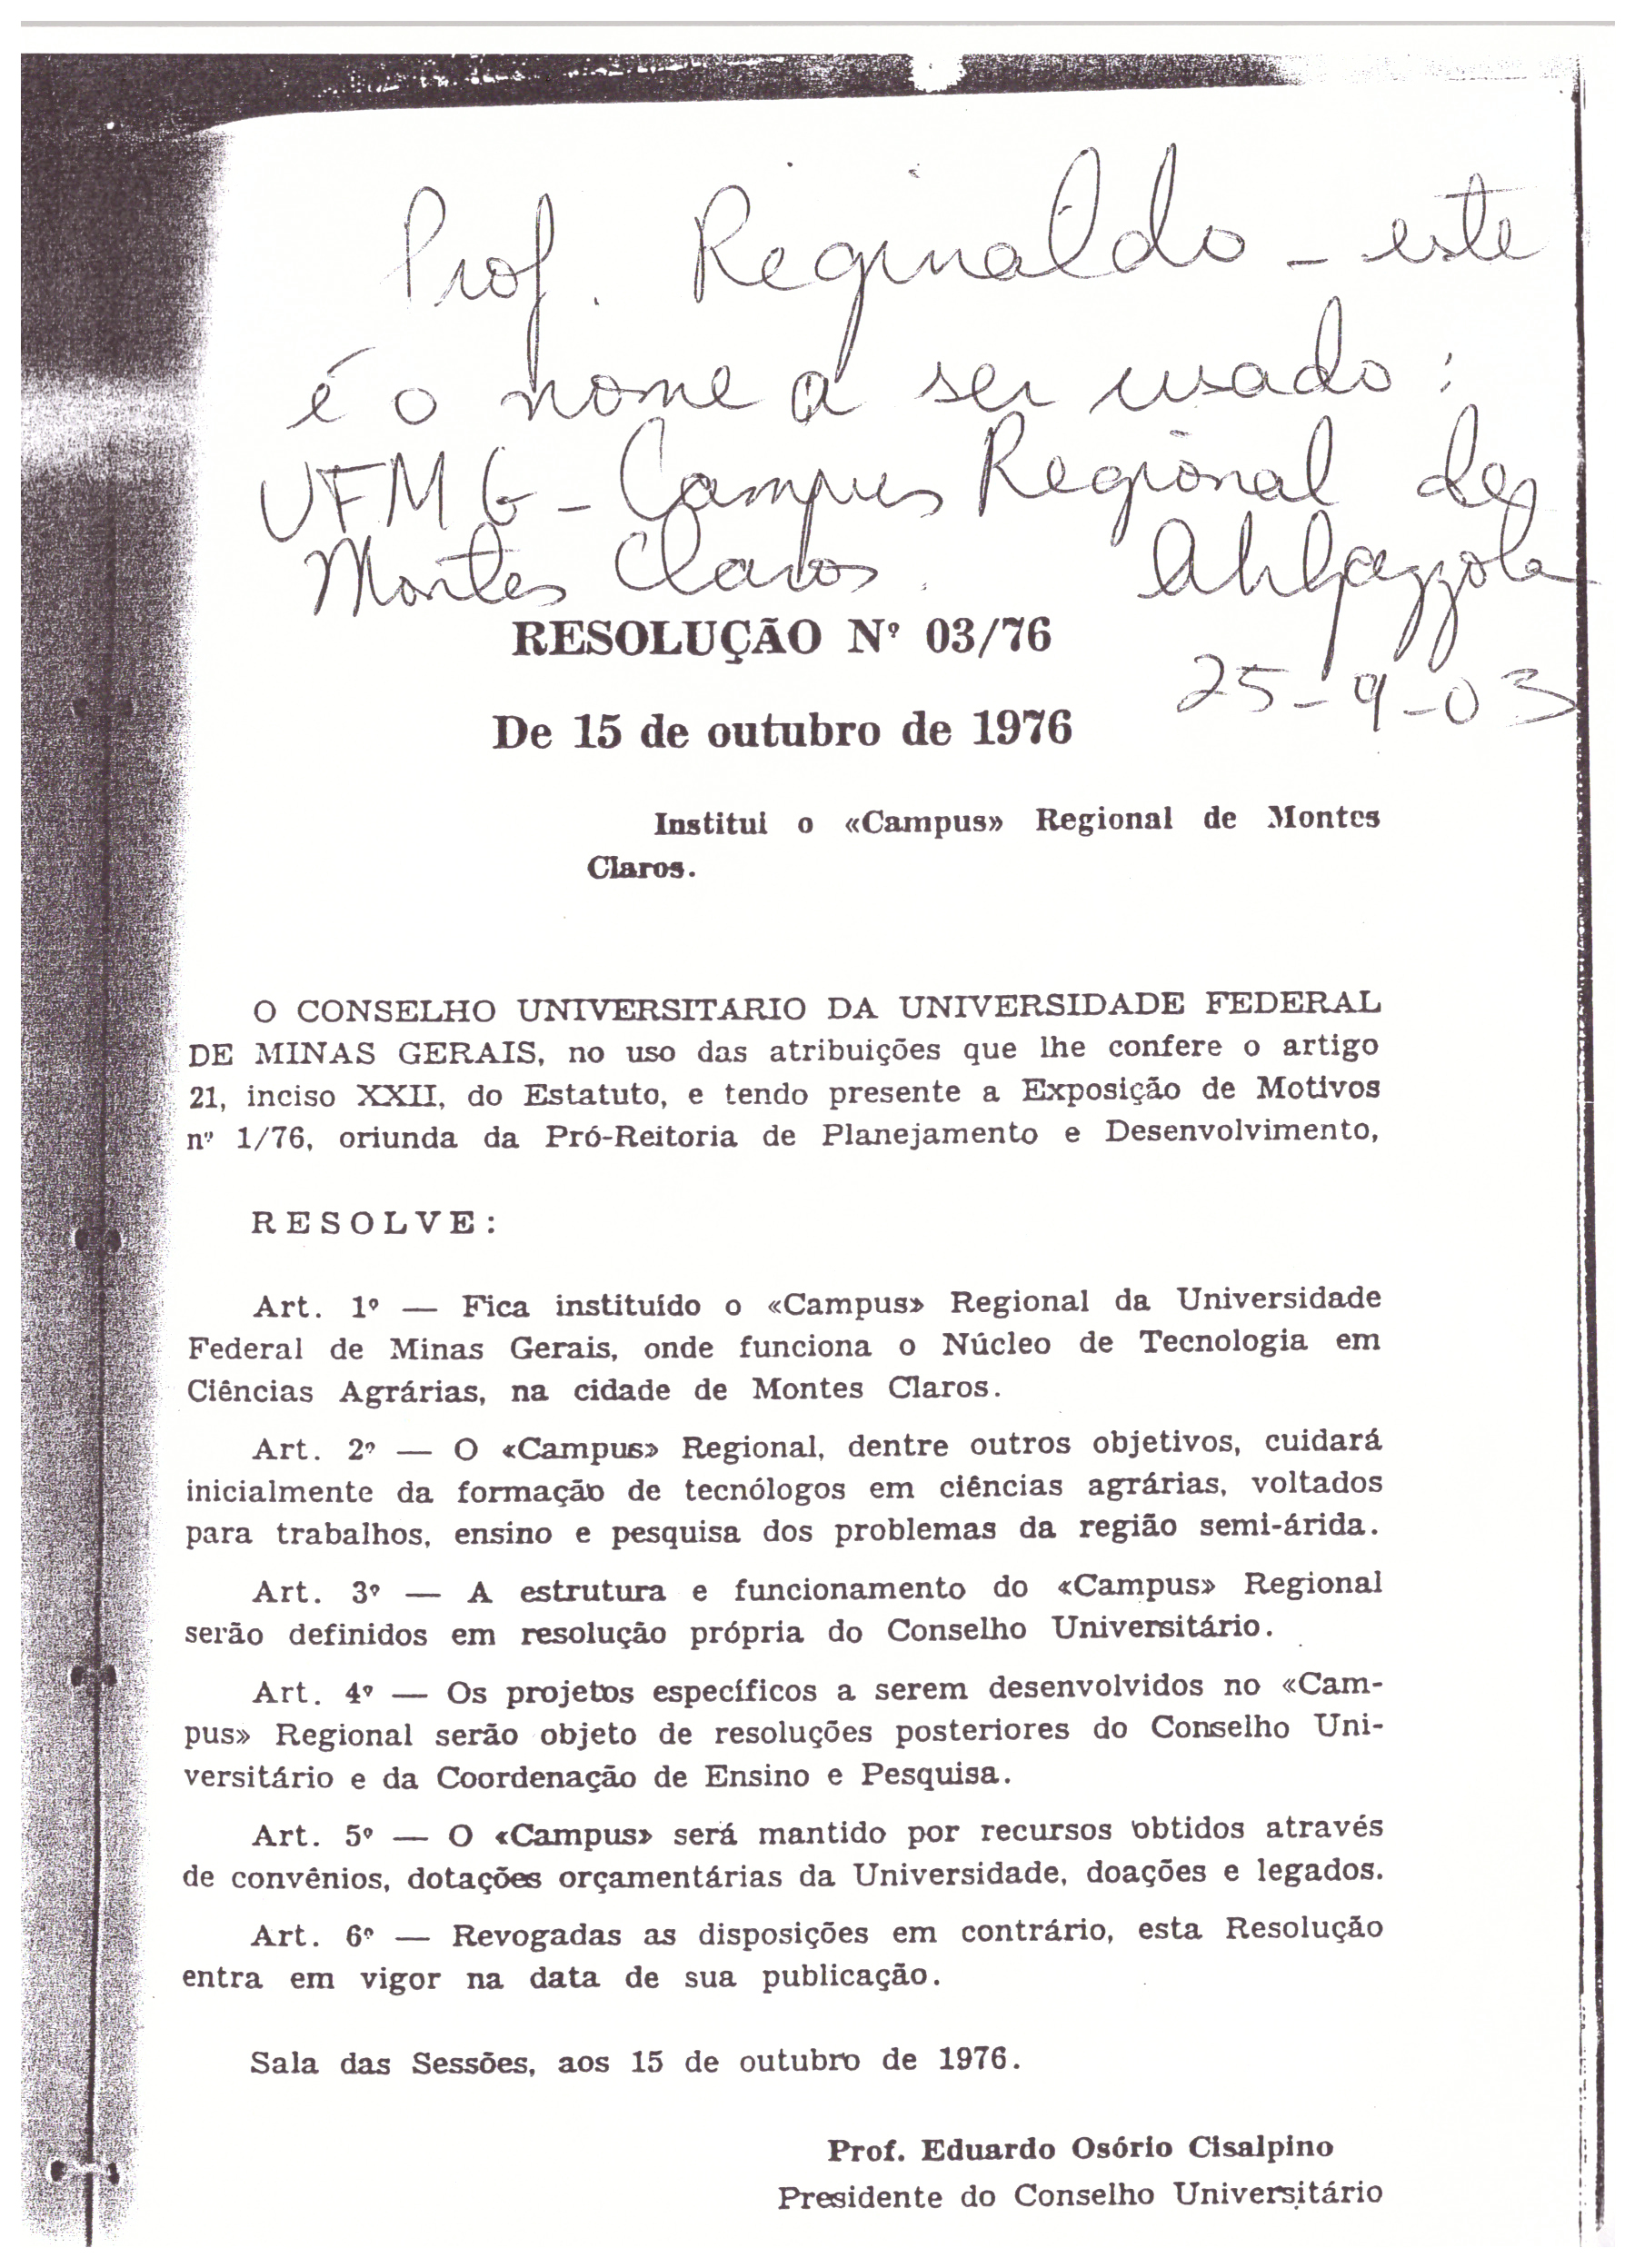 Prof. Reginaldo - este
é o nome a ser usado:
UFMG - Campus Regional de
Montes Claros.
25-9-03
RESOLUÇÃO Nº 03/76
De 15 de outubro de 1976
Institui o «Campus» Regional de Montes
Claros.
O CONSELHO UNIVERSITÁRIO DA UNIVERSIDADE FEDERAL
DE MINAS GERAIS, no uso das atribuições que lhe confere o artigo
21, inciso XXII, do Estatuto, e tendo presente a Exposição de Motivos
nº 1/76, oriunda da Pró-Reitoria de Planejamento e Desenvolvimento,
RESOLVE:
Art. 1º — Fica instituído o «Campus» Regional da Universidade
Federal de Minas Gerais, onde funciona o Núcleo de Tecnologia em
Ciências Agrárias, na cidade de Montes Claros.
Art. 2º — O «Campus» Regional, dentre outros objetivos, cuidará
inicialmente da formação de tecnólogos em ciências agrárias, voltados
para trabalhos, ensino e pesquisa dos problemas da região semi-árida.
Art. 3º — A estrutura e funcionamento do «Campus» Regional
serão definidos em resolução própria do Conselho Universitário.
Art. 4º — Os projetos específicos a serem desenvolvidos no «Cam-
pus» Regional serão objeto de resoluções posteriores do Conselho Uni-
versitário e da Coordenação de Ensino e Pesquisa.
Art. 5º — O «Campus» será mantido por recursos obtidos através
de convênios, dotações orçamentárias da Universidade, doações e legados.
Art. 6º — Revogadas as disposições em contrário, esta Resolução
entra em vigor na data de sua publicação.
Sala das Sessões, aos 15 de outubro de 1976.
Prof. Eduardo Osório Cisalpino
Presidente do Conselho Universitário